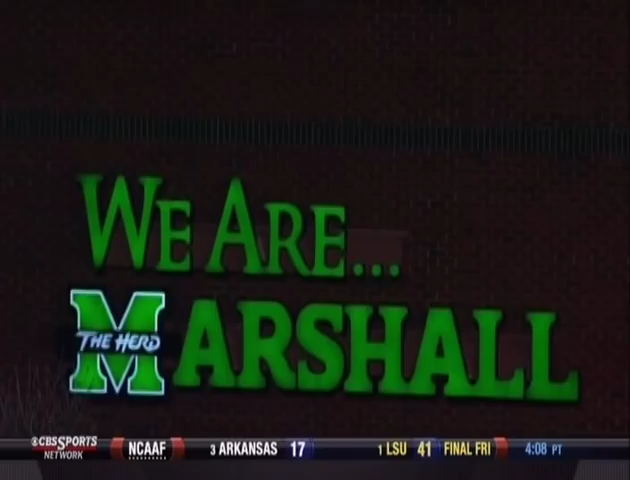 WE ARE...
MARSHALL
THE HERD
CBS SPORTS NETWORK NCAAF 3 ARKANSAS 17 1 LSU 41 FINAL FRI 4:08 PT